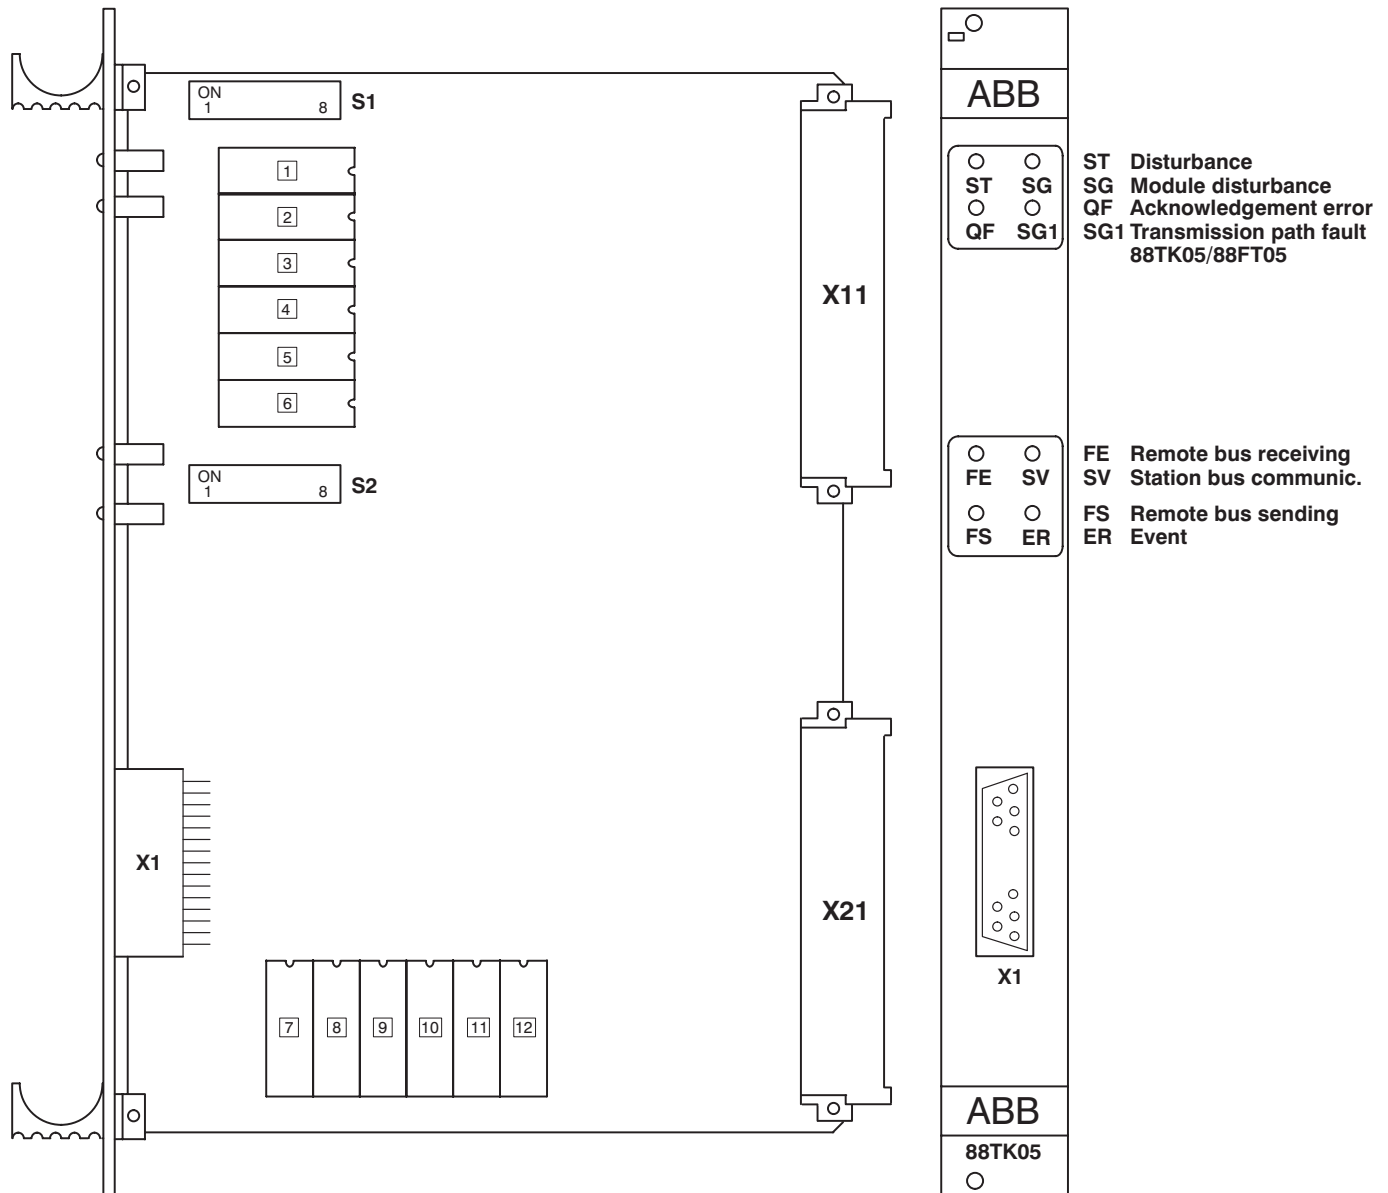 ON
1 8 S1
1
2
3
4
5
6
ON
1 8 S2
X1
7 8 9 10 11 12
X11
X21
ABB
ST SG
QF SG1
FE SV
FS ER
X1
ABB
88TK05
ST Disturbance
SG Module disturbance
QF Acknowledgement error
SG1 Transmission path fault
88TK05/88FT05
FE Remote bus receiving
SV Station bus communic.
FS Remote bus sending
ER Event